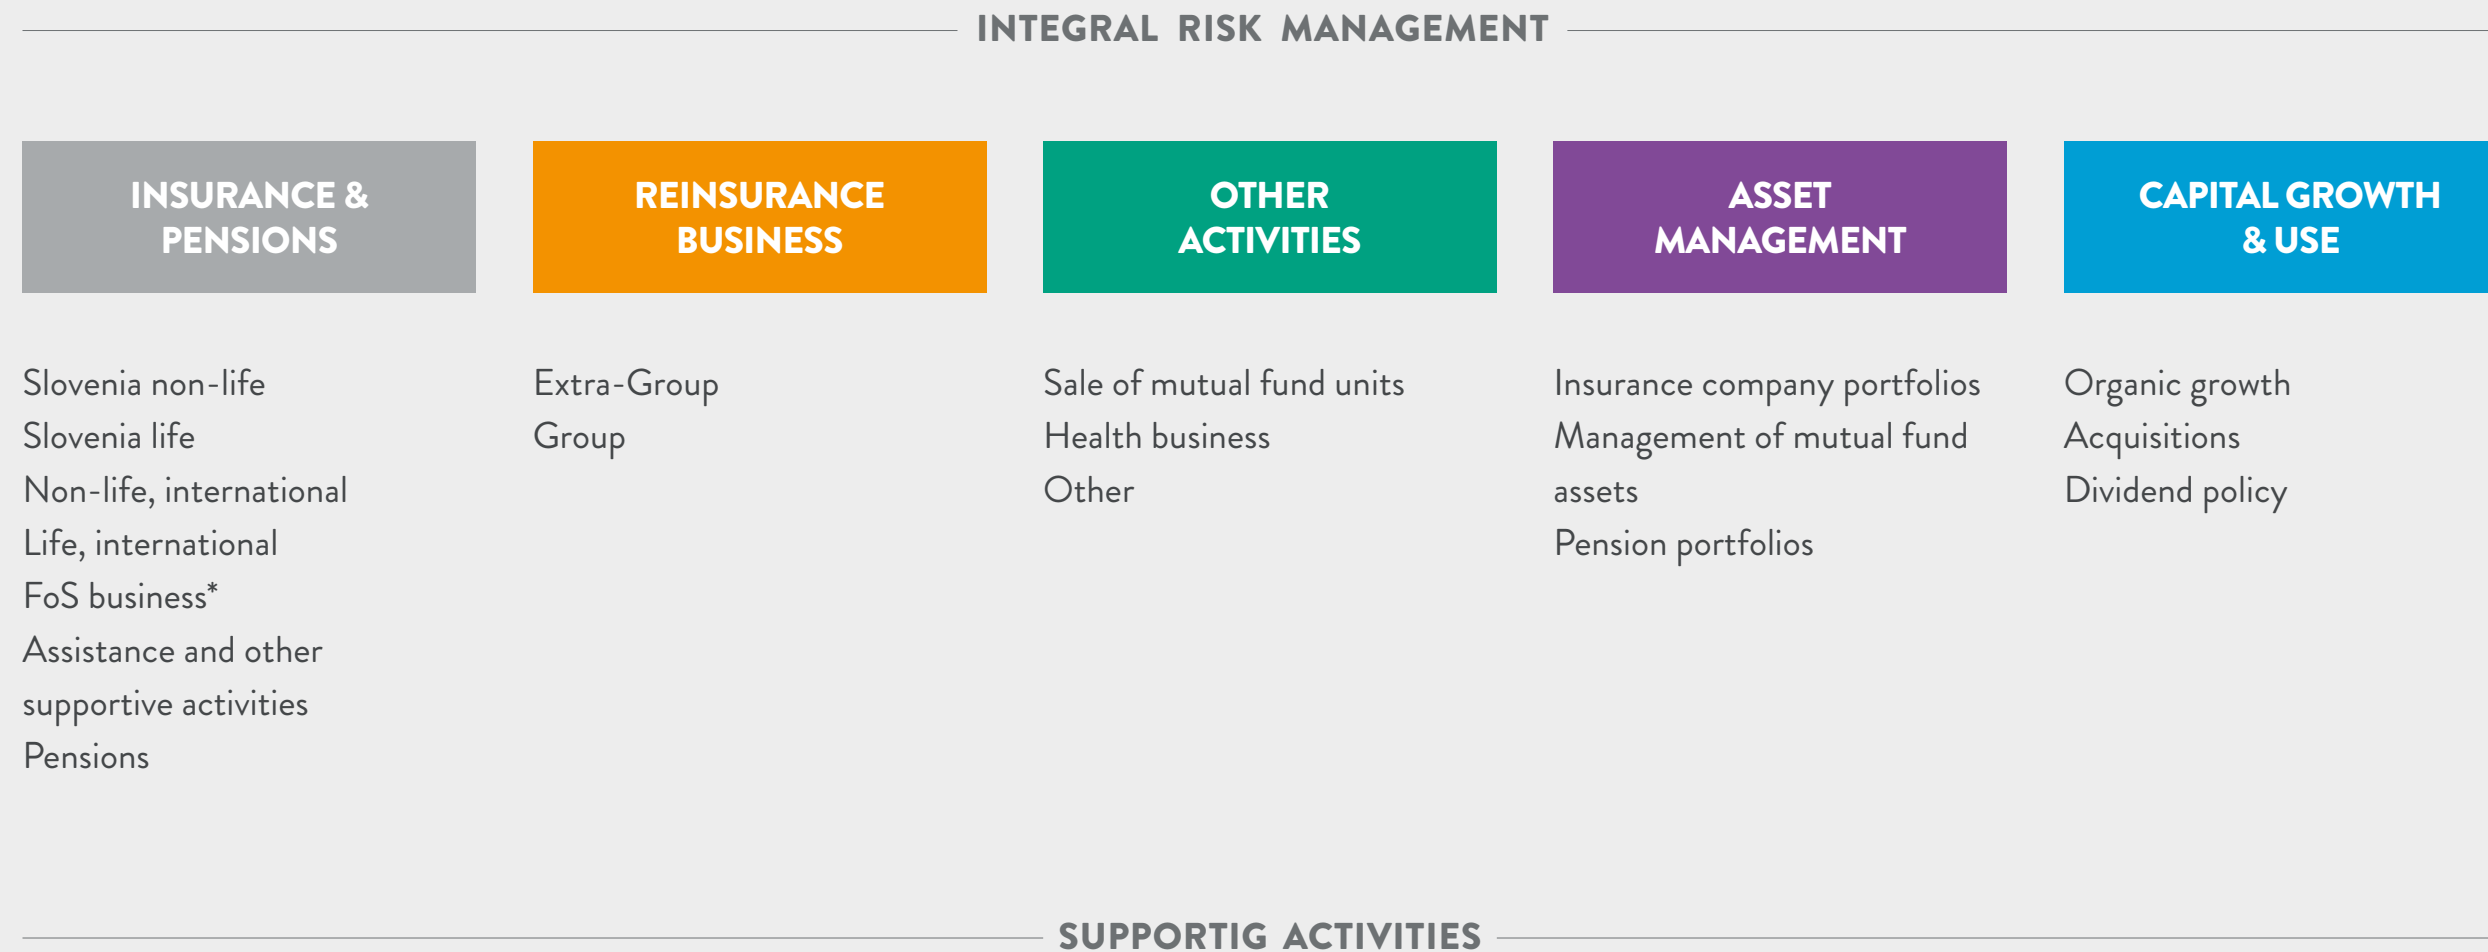 INTEGRAL RISK MANAGEMENT
INSURANCE &
PENSIONS
Slovenia non-life
Slovenia life
Non-life, international
Life, international
FoS business*
Assistance and other
supportive activities
Pensions
REINSURANCE
BUSINESS
Extra-Group
Group
OTHER
ACTIVITIES
Sale of mutual fund units
Health business
Other
ASSET
MANAGEMENT
Insurance company portfolios
Management of mutual fund
assets
Pension portfolios
CAPITAL GROWTH
& USE
Organic growth
Acquisitions
Dividend policy
SUPPORTIG ACTIVITIES